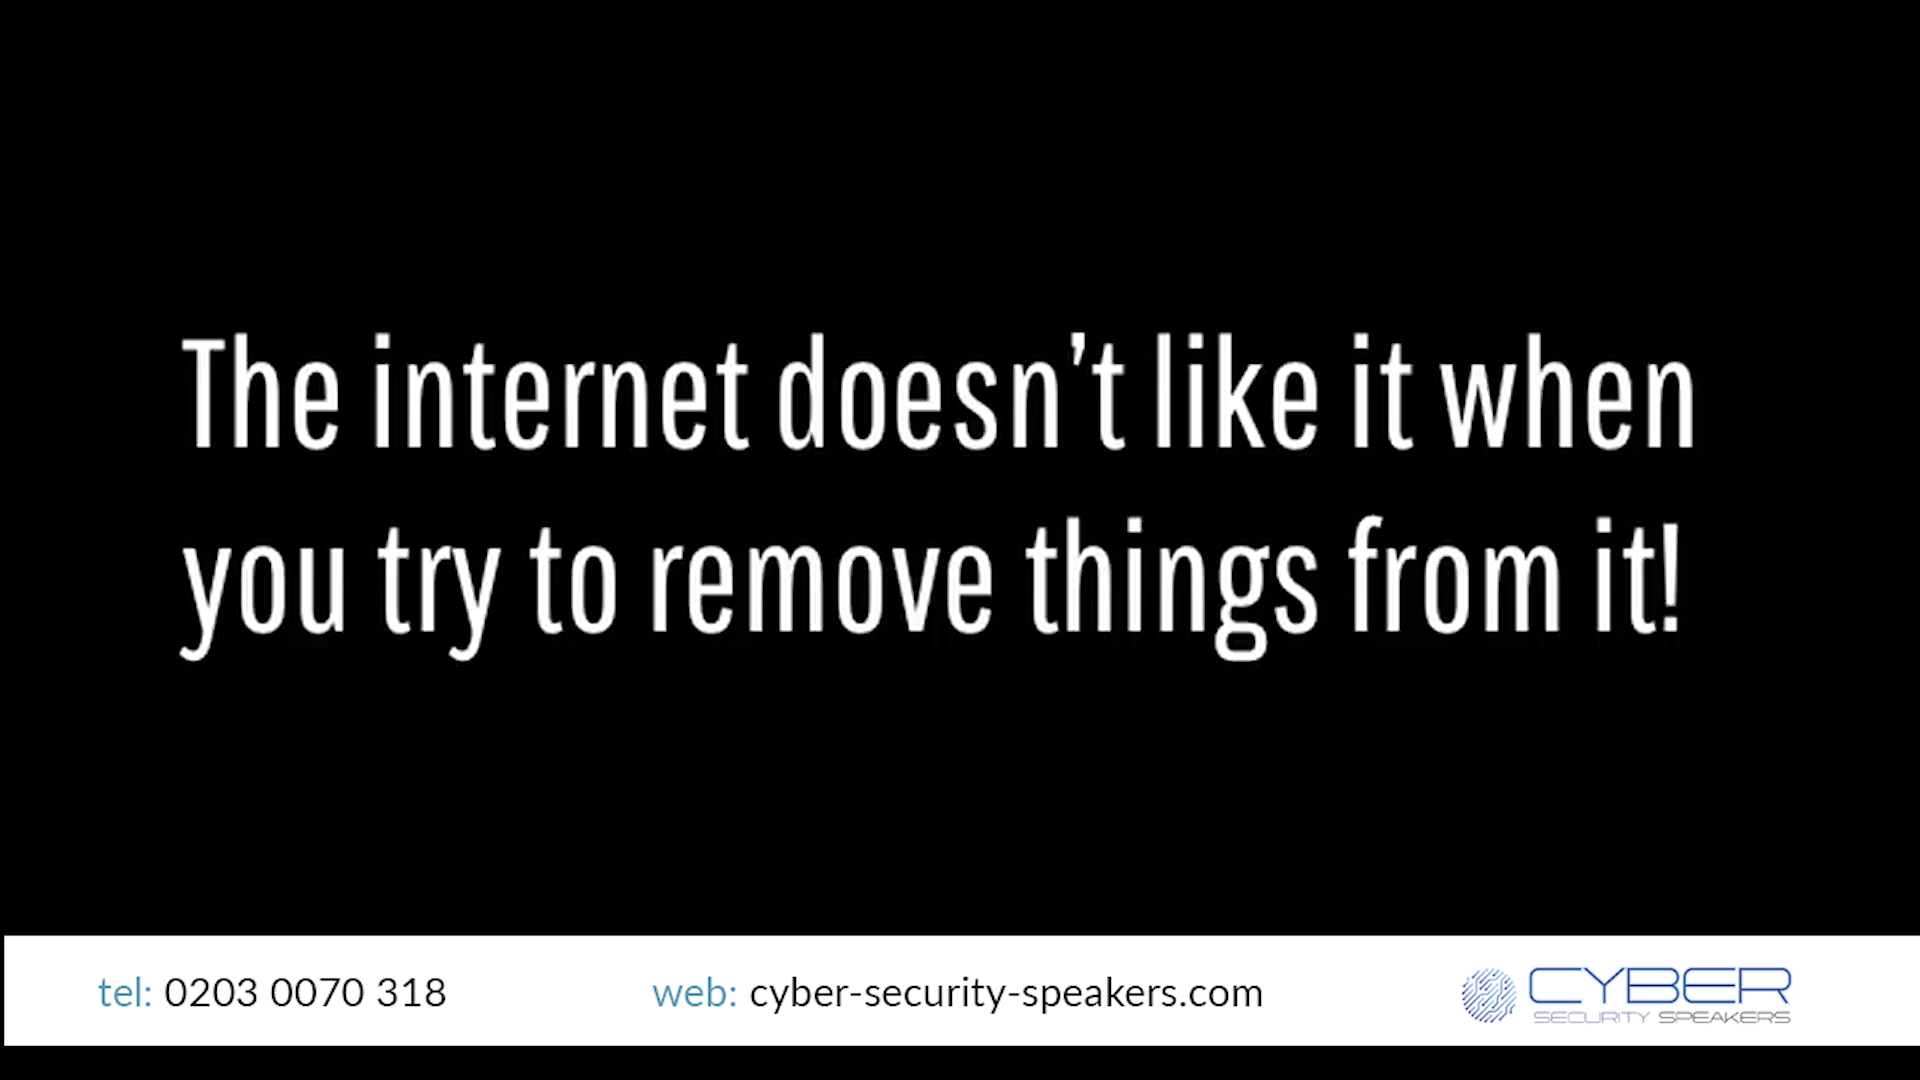 The internet doesn't like it when
you try to remove things from it!
tel: 0203 0070 318
web: cyber-security-speakers.com
CYBER
SECURITY SPEAKERS